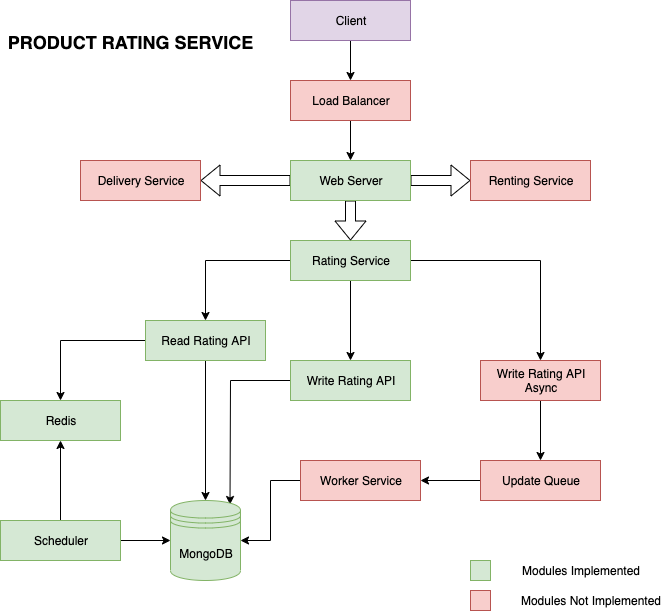 Client
PRODUCT RATING SERVICE
Load Balancer
Delivery Service
Web Server
Renting Service
Rating Service
Read Rating API
Write Rating API
Write Rating API
Async
Redis
Worker Service
Update Queue
Scheduler
MongoDB
Modules Implemented
Modules Not Implemented